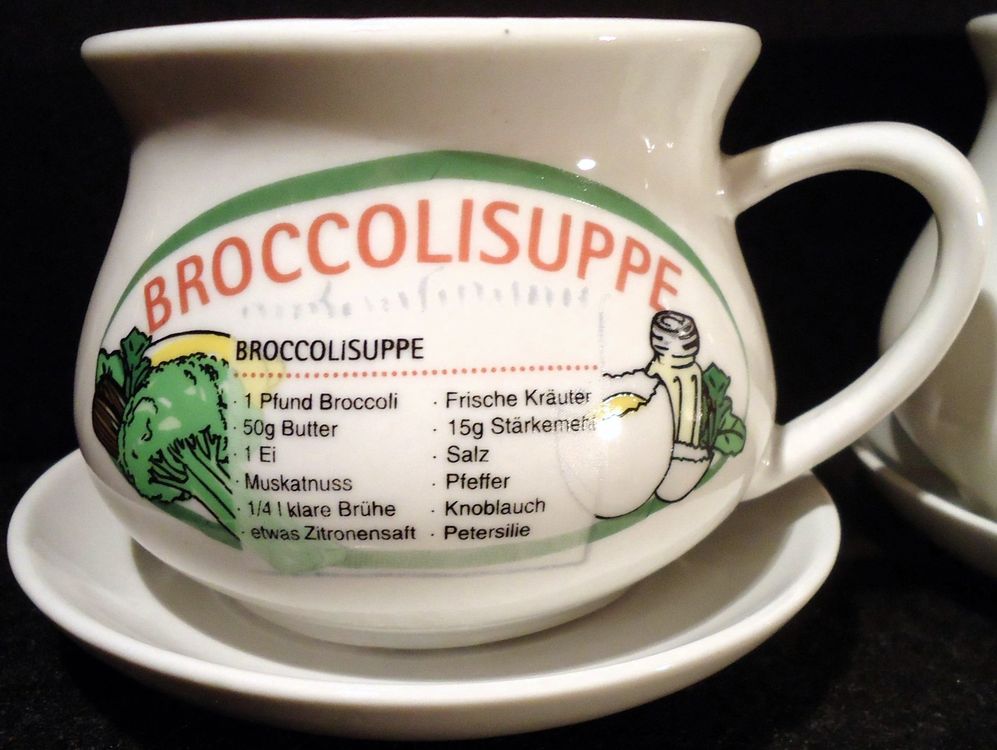 BROCCOLISUPPE
BROCCOLiSUPPE
· 1 Pfund Broccoli
· 50g Butter
· 1 Ei
· Muskatnuss
· 1/4 l klare Brühe
· etwas Zitronensaft
· Frische Kräuter
· 15g Stärkemehl
· Salz
· Pfeffer
· Knoblauch
· Petersilie